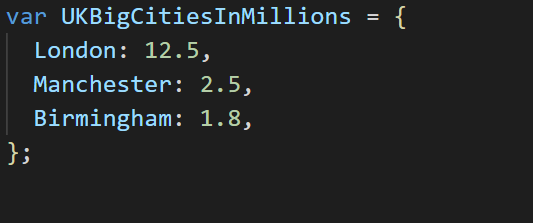 var UKBigCitiesInMillions = {
  London: 12.5,
  Manchester: 2.5,
  Birmingham: 1.8,
};